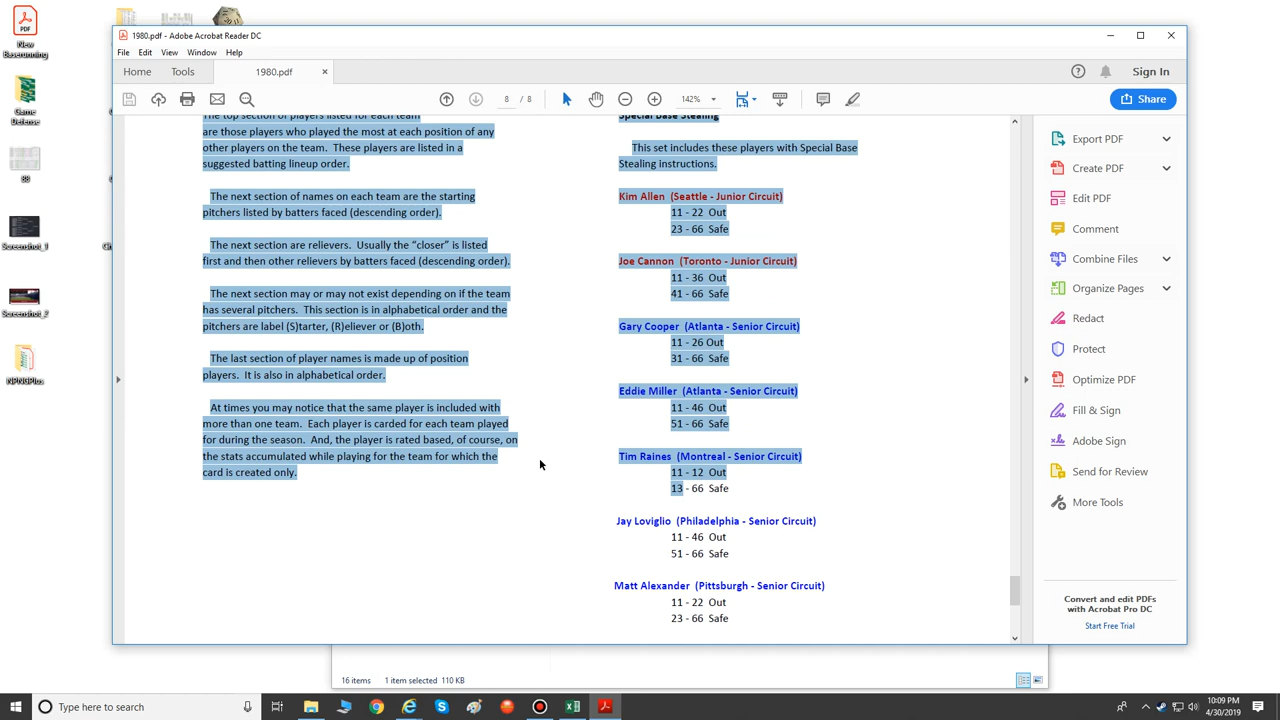 New
Baserunning
Game
Defense
88
Screenshot_1
Screenshot_2
NPNGPlus
1980.pdf - Adobe Acrobat Reader DC
File Edit View Window Help
Home Tools 1980.pdf × Sign In
8 / 8 142% Share
The top section of players listed for each team
are those players who played the most at each position of any
other players on the team. These players are listed in a
suggested batting lineup order.
The next section of names on each team are the starting
pitchers listed by batters faced (descending order).
The next section are relievers. Usually the “closer” is listed
first and then other relievers by batters faced (descending order).
The next section may or may not exist depending on if the team
has several pitchers. This section is in alphabetical order and the
pitchers are label (S)tarter, (R)eliever or (B)oth.
The last section of player names is made up of position
players. It is also in alphabetical order.
At times you may notice that the same player is included with
more than one team. Each player is carded for each team played
for during the season. And, the player is rated based, of course, on
the stats accumulated while playing for the team for which the
card is created only.
Special Base Stealing
This set includes these players with Special Base
Stealing instructions.
Kim Allen (Seattle - Junior Circuit)
11 - 22 Out
23 - 66 Safe
Joe Cannon (Toronto - Junior Circuit)
11 - 36 Out
41 - 66 Safe
Gary Cooper (Atlanta - Senior Circuit)
11 - 26 Out
31 - 66 Safe
Eddie Miller (Atlanta - Senior Circuit)
11 - 46 Out
51 - 66 Safe
Tim Raines (Montreal - Senior Circuit)
11 - 12 Out
13 - 66 Safe
Jay Loviglio (Philadelphia - Senior Circuit)
11 - 46 Out
51 - 66 Safe
Matt Alexander (Pittsburgh - Senior Circuit)
11 - 22 Out
23 - 66 Safe
Export PDF
Create PDF
Edit PDF
Comment
Combine Files
Organize Pages
Redact
Protect
Optimize PDF
Fill & Sign
Adobe Sign
Send for Review
More Tools
Convert and edit PDFs
with Acrobat Pro DC
Start Free Trial
16 items 1 item selected 110 KB
Type here to search
10:09 PM
4/30/2019